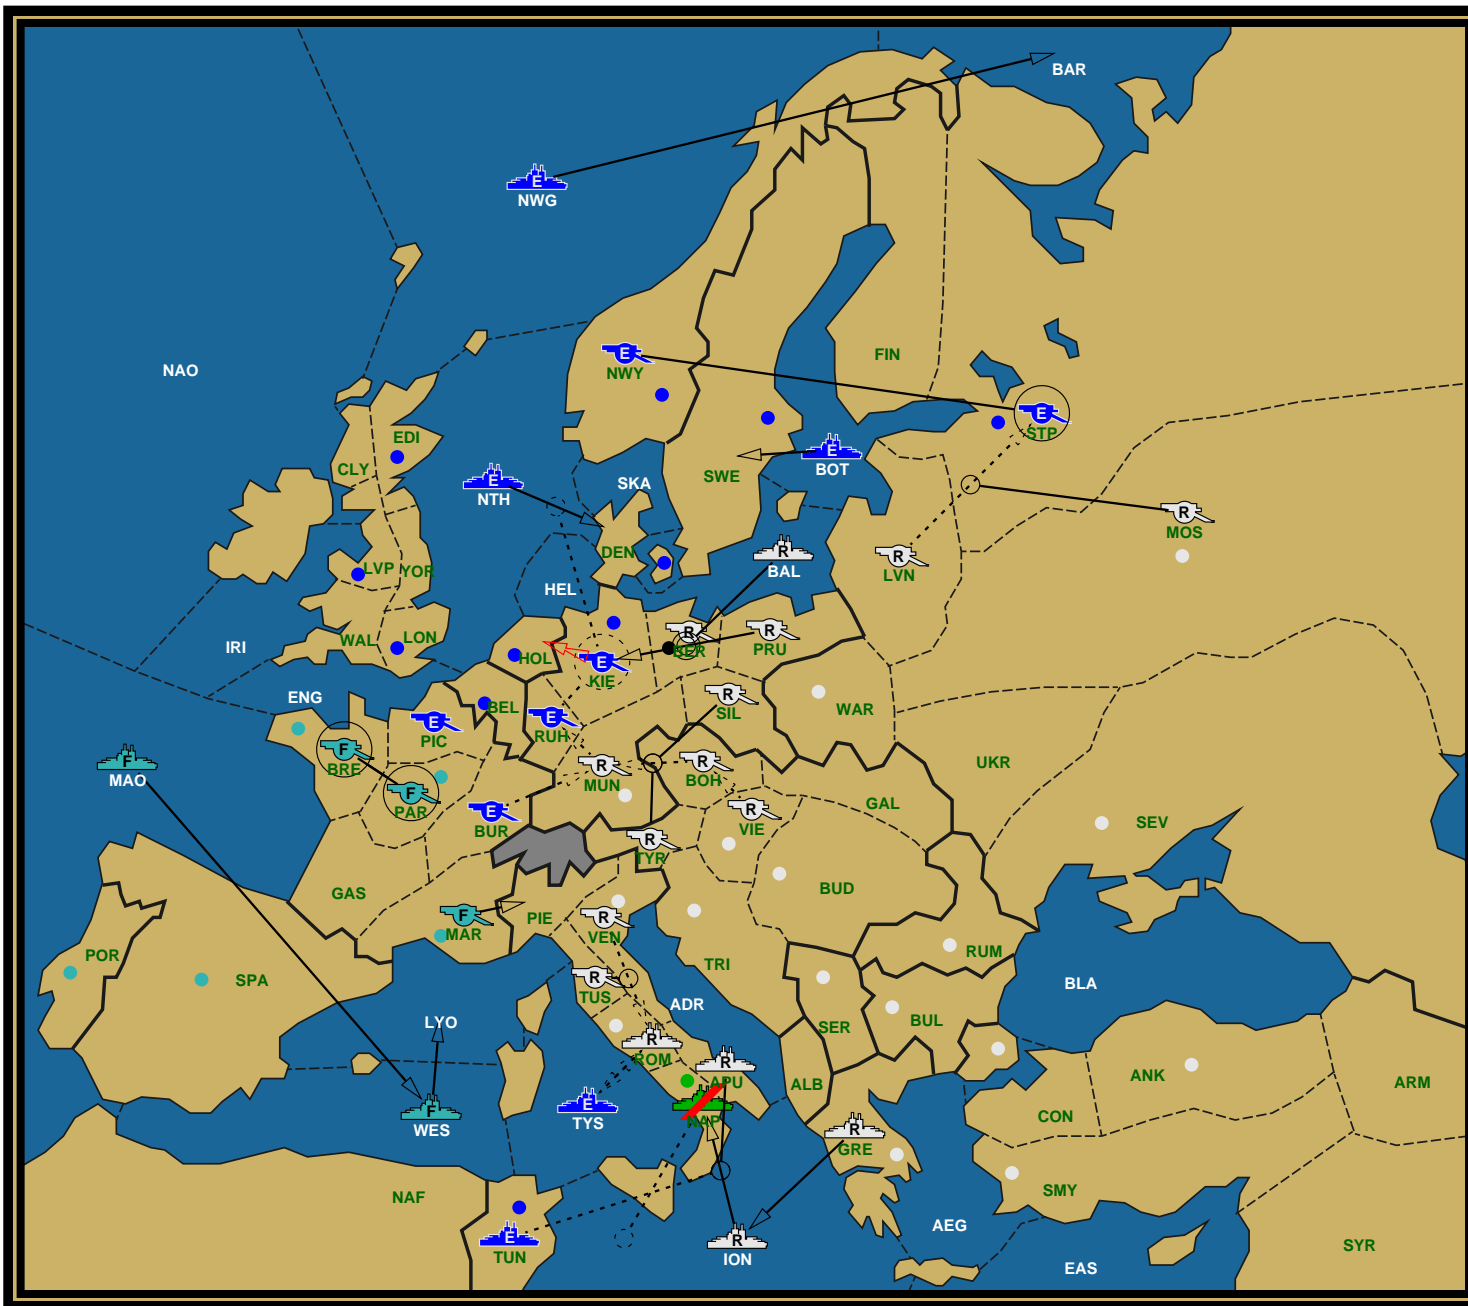 BAR
E
NWG
NAO
FIN
E
NWY
E
STP
EDI
CLY
E
BOT
SWE
E
NTH
SKA
R
MOS
DEN
R
BAL
R
LVN
LVP
YOR
HEL
WAL
LON
IRI
R
BER
R
PRU
HOL
E
KIE
ENG
BEL
R
SIL
WAR
E
PIC
E
RUH
F
BRE
F
MAO
R
MUN
R
BOH
UKR
F
PAR
E
BUR
R
VIE
GAL
SEV
R
TYR
BUD
GAS
F
MAR
PIE
R
VEN
POR
SPA
TRI
RUM
R
TUS
ADR
BLA
LYO
SER
BUL
R
ROM
R
APU
ALB
ANK
ARM
F
WES
E
TYS
NAP
CON
R
GRE
NAF
SMY
AEG
E
TUN
R
ION
SYR
EAS